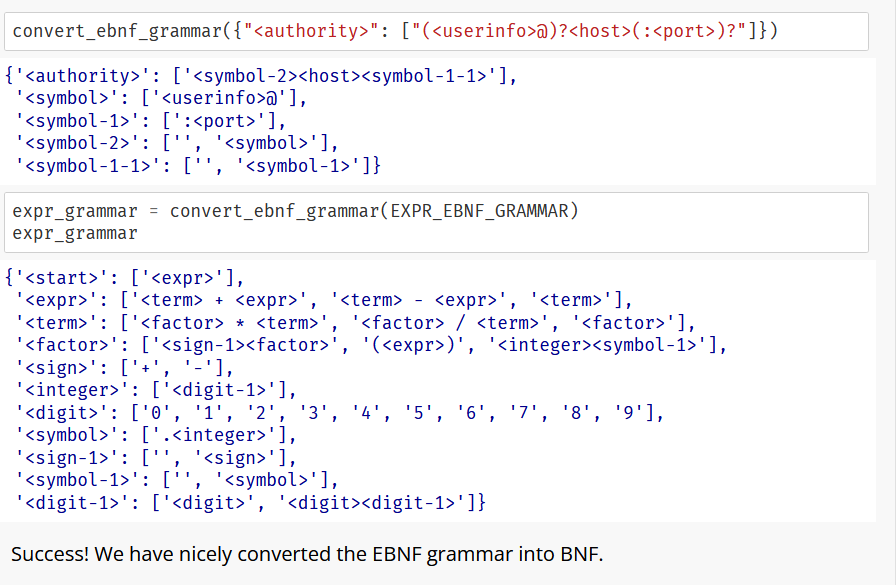 convert_ebnf_grammar({"<authority>": ["(<userinfo>@)?<host>(:<port>)?"]})
{'<authority>': ['<symbol-2><host><symbol-1-1>'],
'<symbol>': ['<userinfo>@'],
'<symbol-1>': [':<port>'],
'<symbol-2>': ['', '<symbol>'],
'<symbol-1-1>': ['', '<symbol-1>']}
expr_grammar = convert_ebnf_grammar(EXPR_EBNF_GRAMMAR)
expr_grammar
{'<start>': ['<expr>'],
'<expr>': ['<term> + <expr>', '<term> - <expr>', '<term>'],
'<term>': ['<factor> * <term>', '<factor> / <term>', '<factor>'],
'<factor>': ['<sign-1><factor>', '(<expr>)', '<integer><symbol-1>'],
'<sign>': ['+', '-'],
'<integer>': ['<digit-1>'],
'<digit>': ['0', '1', '2', '3', '4', '5', '6', '7', '8', '9'],
'<symbol>': ['.<integer>'],
'<sign-1>': ['', '<sign>'],
'<symbol-1>': ['', '<symbol>'],
'<digit-1>': ['<digit>', '<digit><digit-1>']}
Success! We have nicely converted the EBNF grammar into BNF.